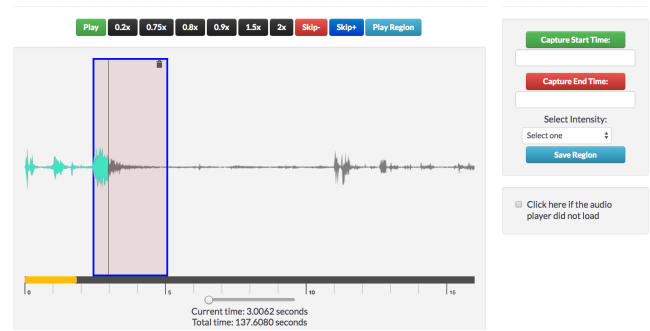 Play 0.2x 0.75x 0.8x 0.9x 1.5x 2x Skip- Skip+ Play Region
Capture Start Time:
Capture End Time:
Select Intensity:
Select one
Save Region
Click here if the audio
player did not load
0 5 10 15
Current time: 3.0062 seconds
Total time: 137.6080 seconds